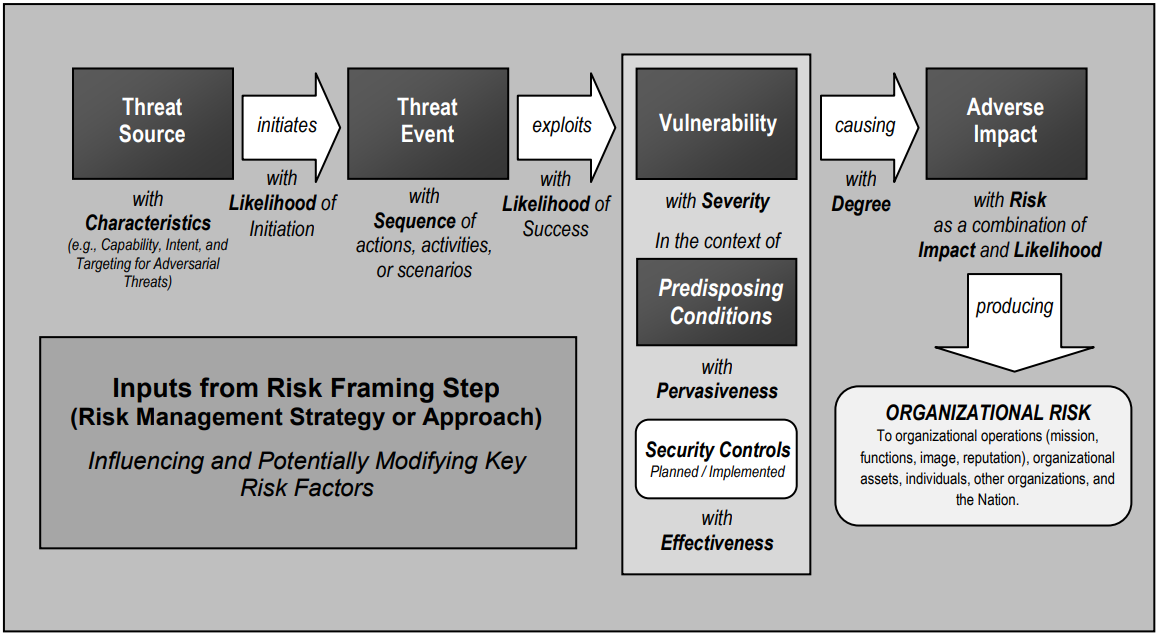 Threat
Source
initiates
Threat
Event
exploits
Vulnerability
causing
Adverse
Impact
with
Characteristics
(e.g., Capability, Intent, and
Targeting for Adversarial
Threats)
with
Likelihood of
Initiation
with
Sequence of
actions, activities,
or scenarios
with
Likelihood of
Success
with Severity
In the context of
Predisposing
Conditions
with
Pervasiveness
Security Controls
Planned / Implemented
with
Effectiveness
with
Degree
with Risk
as a combination of
Impact and Likelihood
producing
ORGANIZATIONAL RISK
To organizational operations (mission,
functions, image, reputation), organizational
assets, individuals, other organizations, and
the Nation.
Inputs from Risk Framing Step
(Risk Management Strategy or Approach)
Influencing and Potentially Modifying Key
Risk Factors